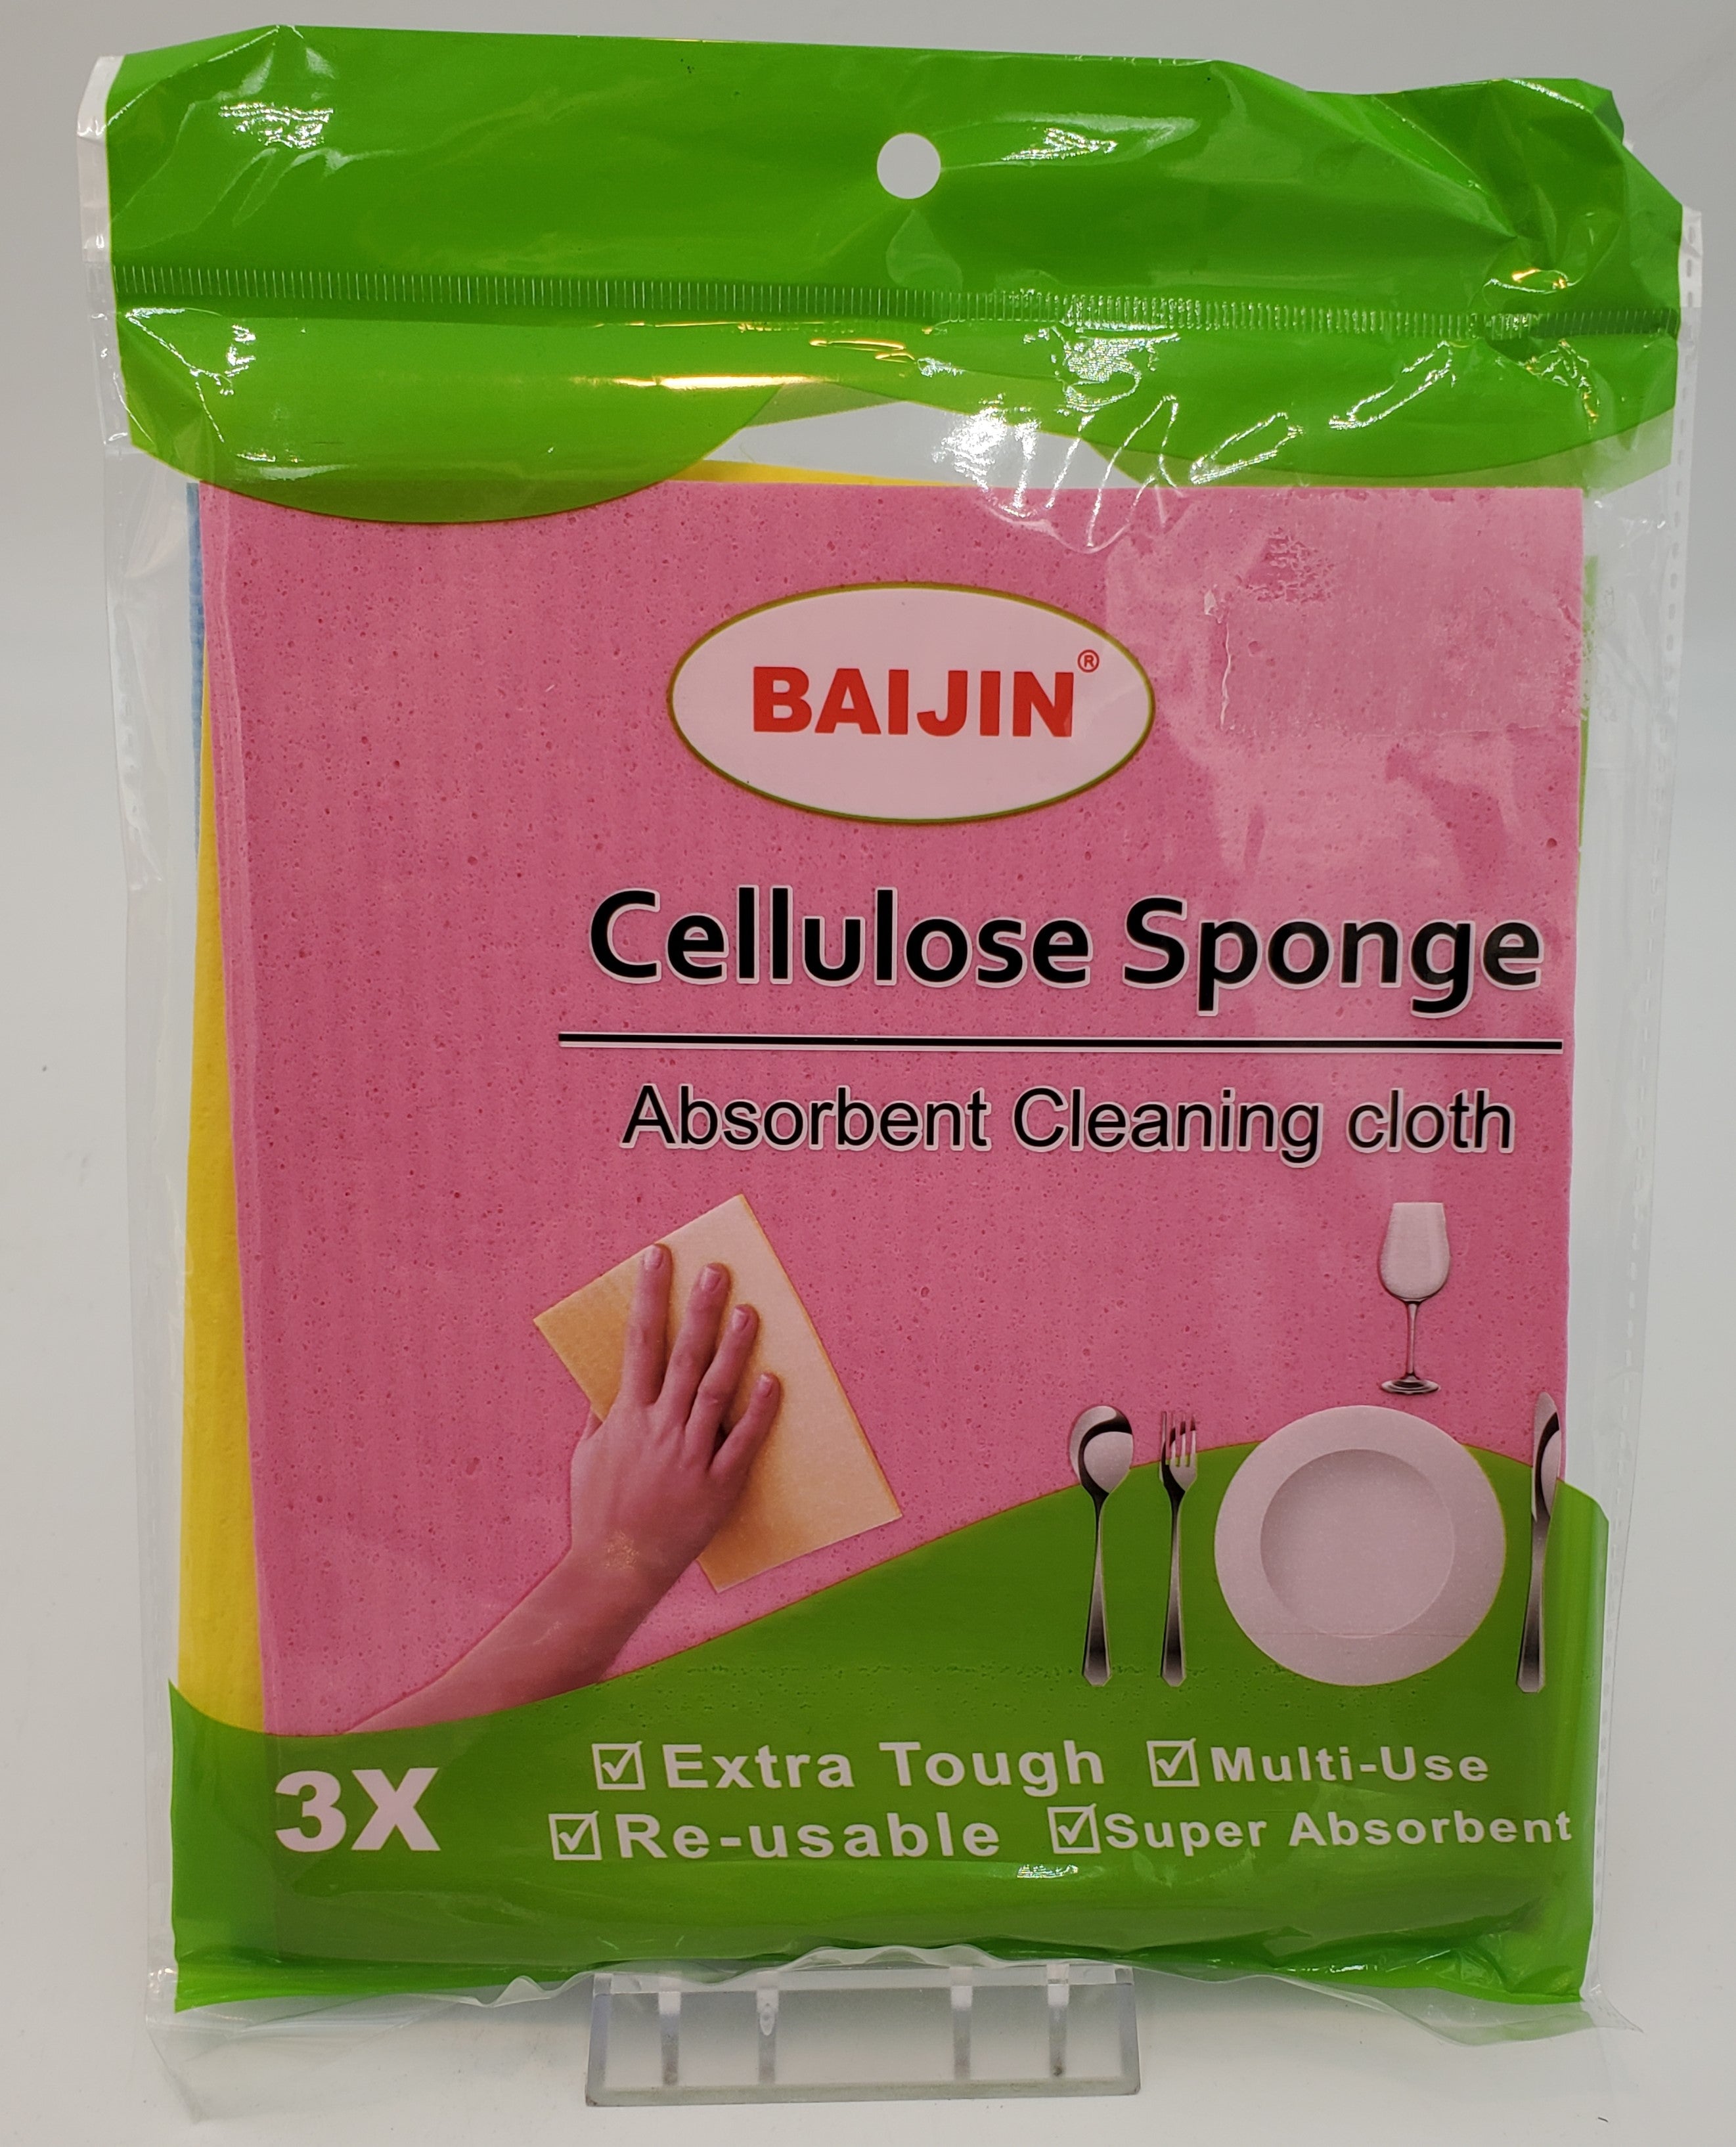 BAIJIN®
Cellulose Sponge
Absorbent Cleaning cloth
3X
☑ Extra Tough ☑ Multi-Use
☑ Re-usable ☑ Super Absorbent